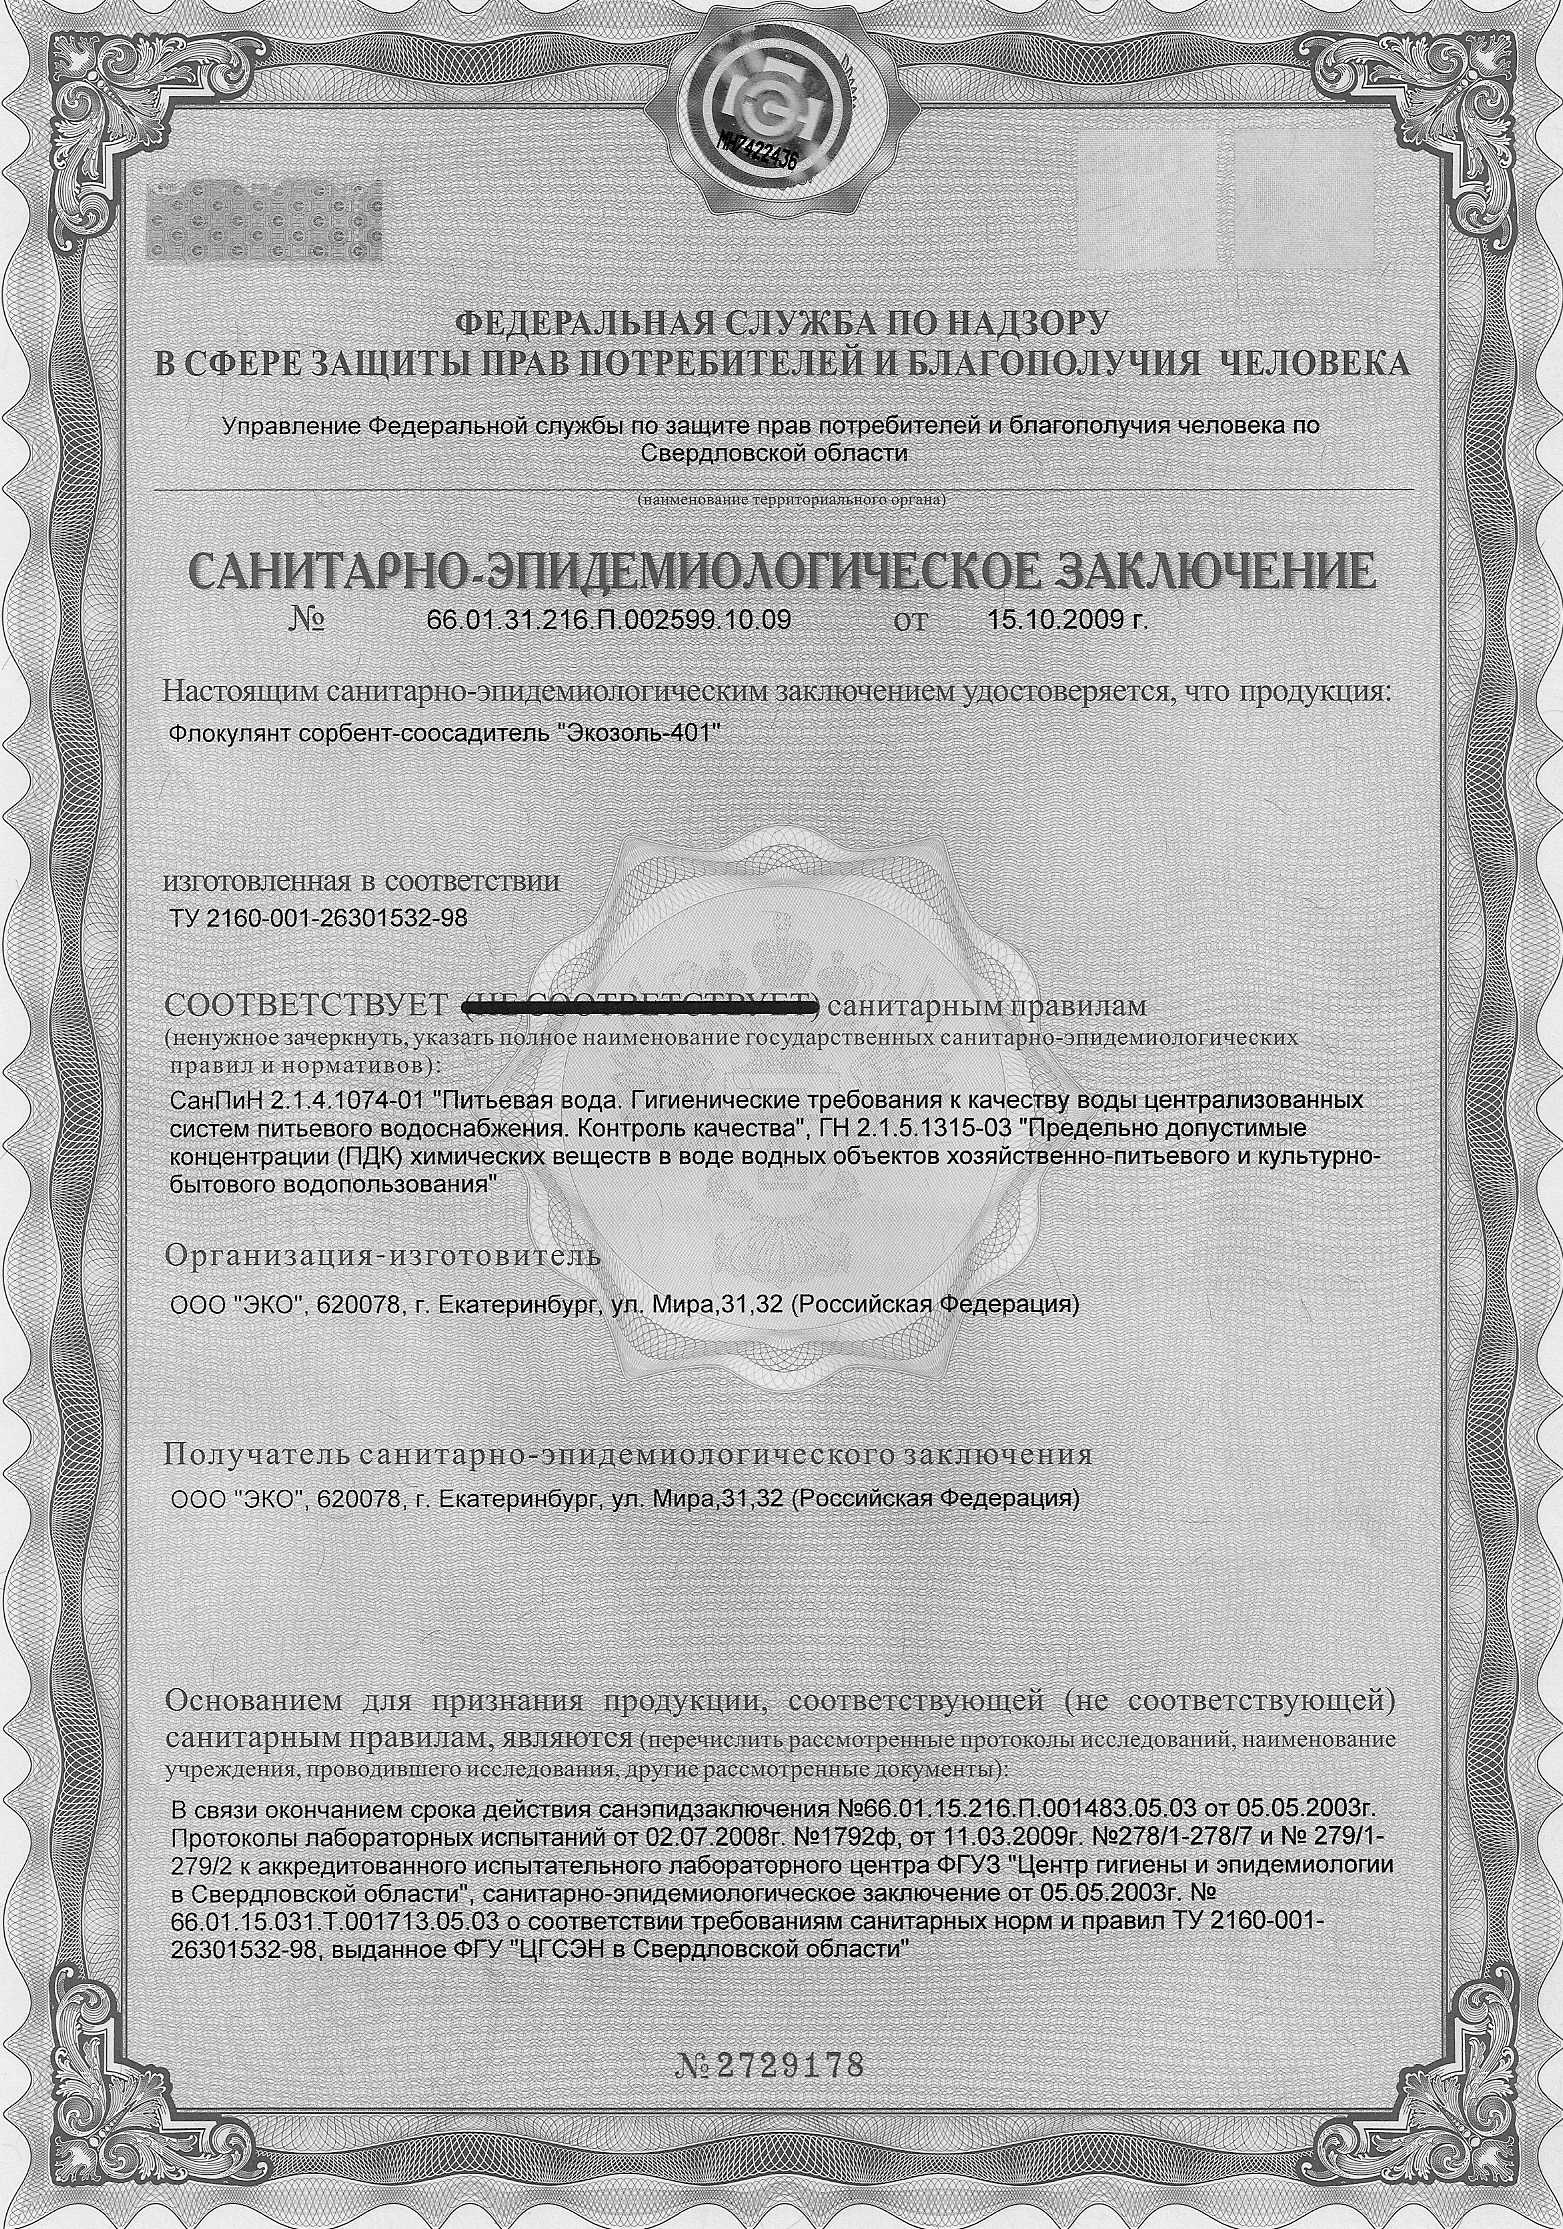 МН7422436
ФЕДЕРАЛЬНАЯ СЛУЖБА ПО НАДЗОРУ
В СФЕРЕ ЗАЩИТЫ ПРАВ ПОТРЕБИТЕЛЕЙ И БЛАГОПОЛУЧИЯ ЧЕЛОВЕКА
Управление Федеральной службы по защите прав потребителей и благополучия человека по
Свердловской области
(наименование территориального органа)
САНИТАРНО-ЭПИДЕМИОЛОГИЧЕСКОЕ ЗАКЛЮЧЕНИЕ
№ 66.01.31.216.П.002599.10.09 от 15.10.2009 г.
Настоящим санитарно-эпидемиологическим заключением удостоверяется, что продукция:
Флокулянт сорбент-соосадитель "Экозоль-401"
изготовленная в соответствии
ТУ 2160-001-26301532-98
СООТВЕТСТВУЕТ (НЕ СООТВЕТСТВУЕТ) санитарным правилам
(ненужное зачеркнуть, указать полное наименование государственных санитарно-эпидемиологических
правил и нормативов):
СанПиН 2.1.4.1074-01 "Питьевая вода. Гигиенические требования к качеству воды централизованных
систем питьевого водоснабжения. Контроль качества", ГН 2.1.5.1315-03 "Предельно допустимые
концентрации (ПДК) химических веществ в воде водных объектов хозяйственно-питьевого и культурно-
бытового водопользования"
Организация-изготовитель
ООО "ЭКО", 620078, г. Екатеринбург, ул. Мира,31,32 (Российская Федерация)
Получатель санитарно-эпидемиологического заключения
ООО "ЭКО", 620078, г. Екатеринбург, ул. Мира,31,32 (Российская Федерация)
Основанием для признания продукции, соответствующей (не соответствующей)
санитарным правилам, являются (перечислить рассмотренные протоколы исследований, наименование
учреждения, проводившего исследования, другие рассмотренные документы):
В связи окончанием срока действия санэпидзаключения №66.01.15.216.П.001483.05.03 от 05.05.2003г.
Протоколы лабораторных испытаний от 02.07.2008г. №1792ф, от 11.03.2009г. №278/1-278/7 и № 279/1-
279/2 к аккредитованного испытательного лабораторного центра ФГУЗ "Центр гигиены и эпидемиологии
в Свердловской области", санитарно-эпидемиологическое заключение от 05.05.2003г. №
66.01.15.031.Т.001713.05.03 о соответствии требованиям санитарных норм и правил ТУ 2160-001-
26301532-98, выданное ФГУ "ЦГСЭН в Свердловской области"
№2729178